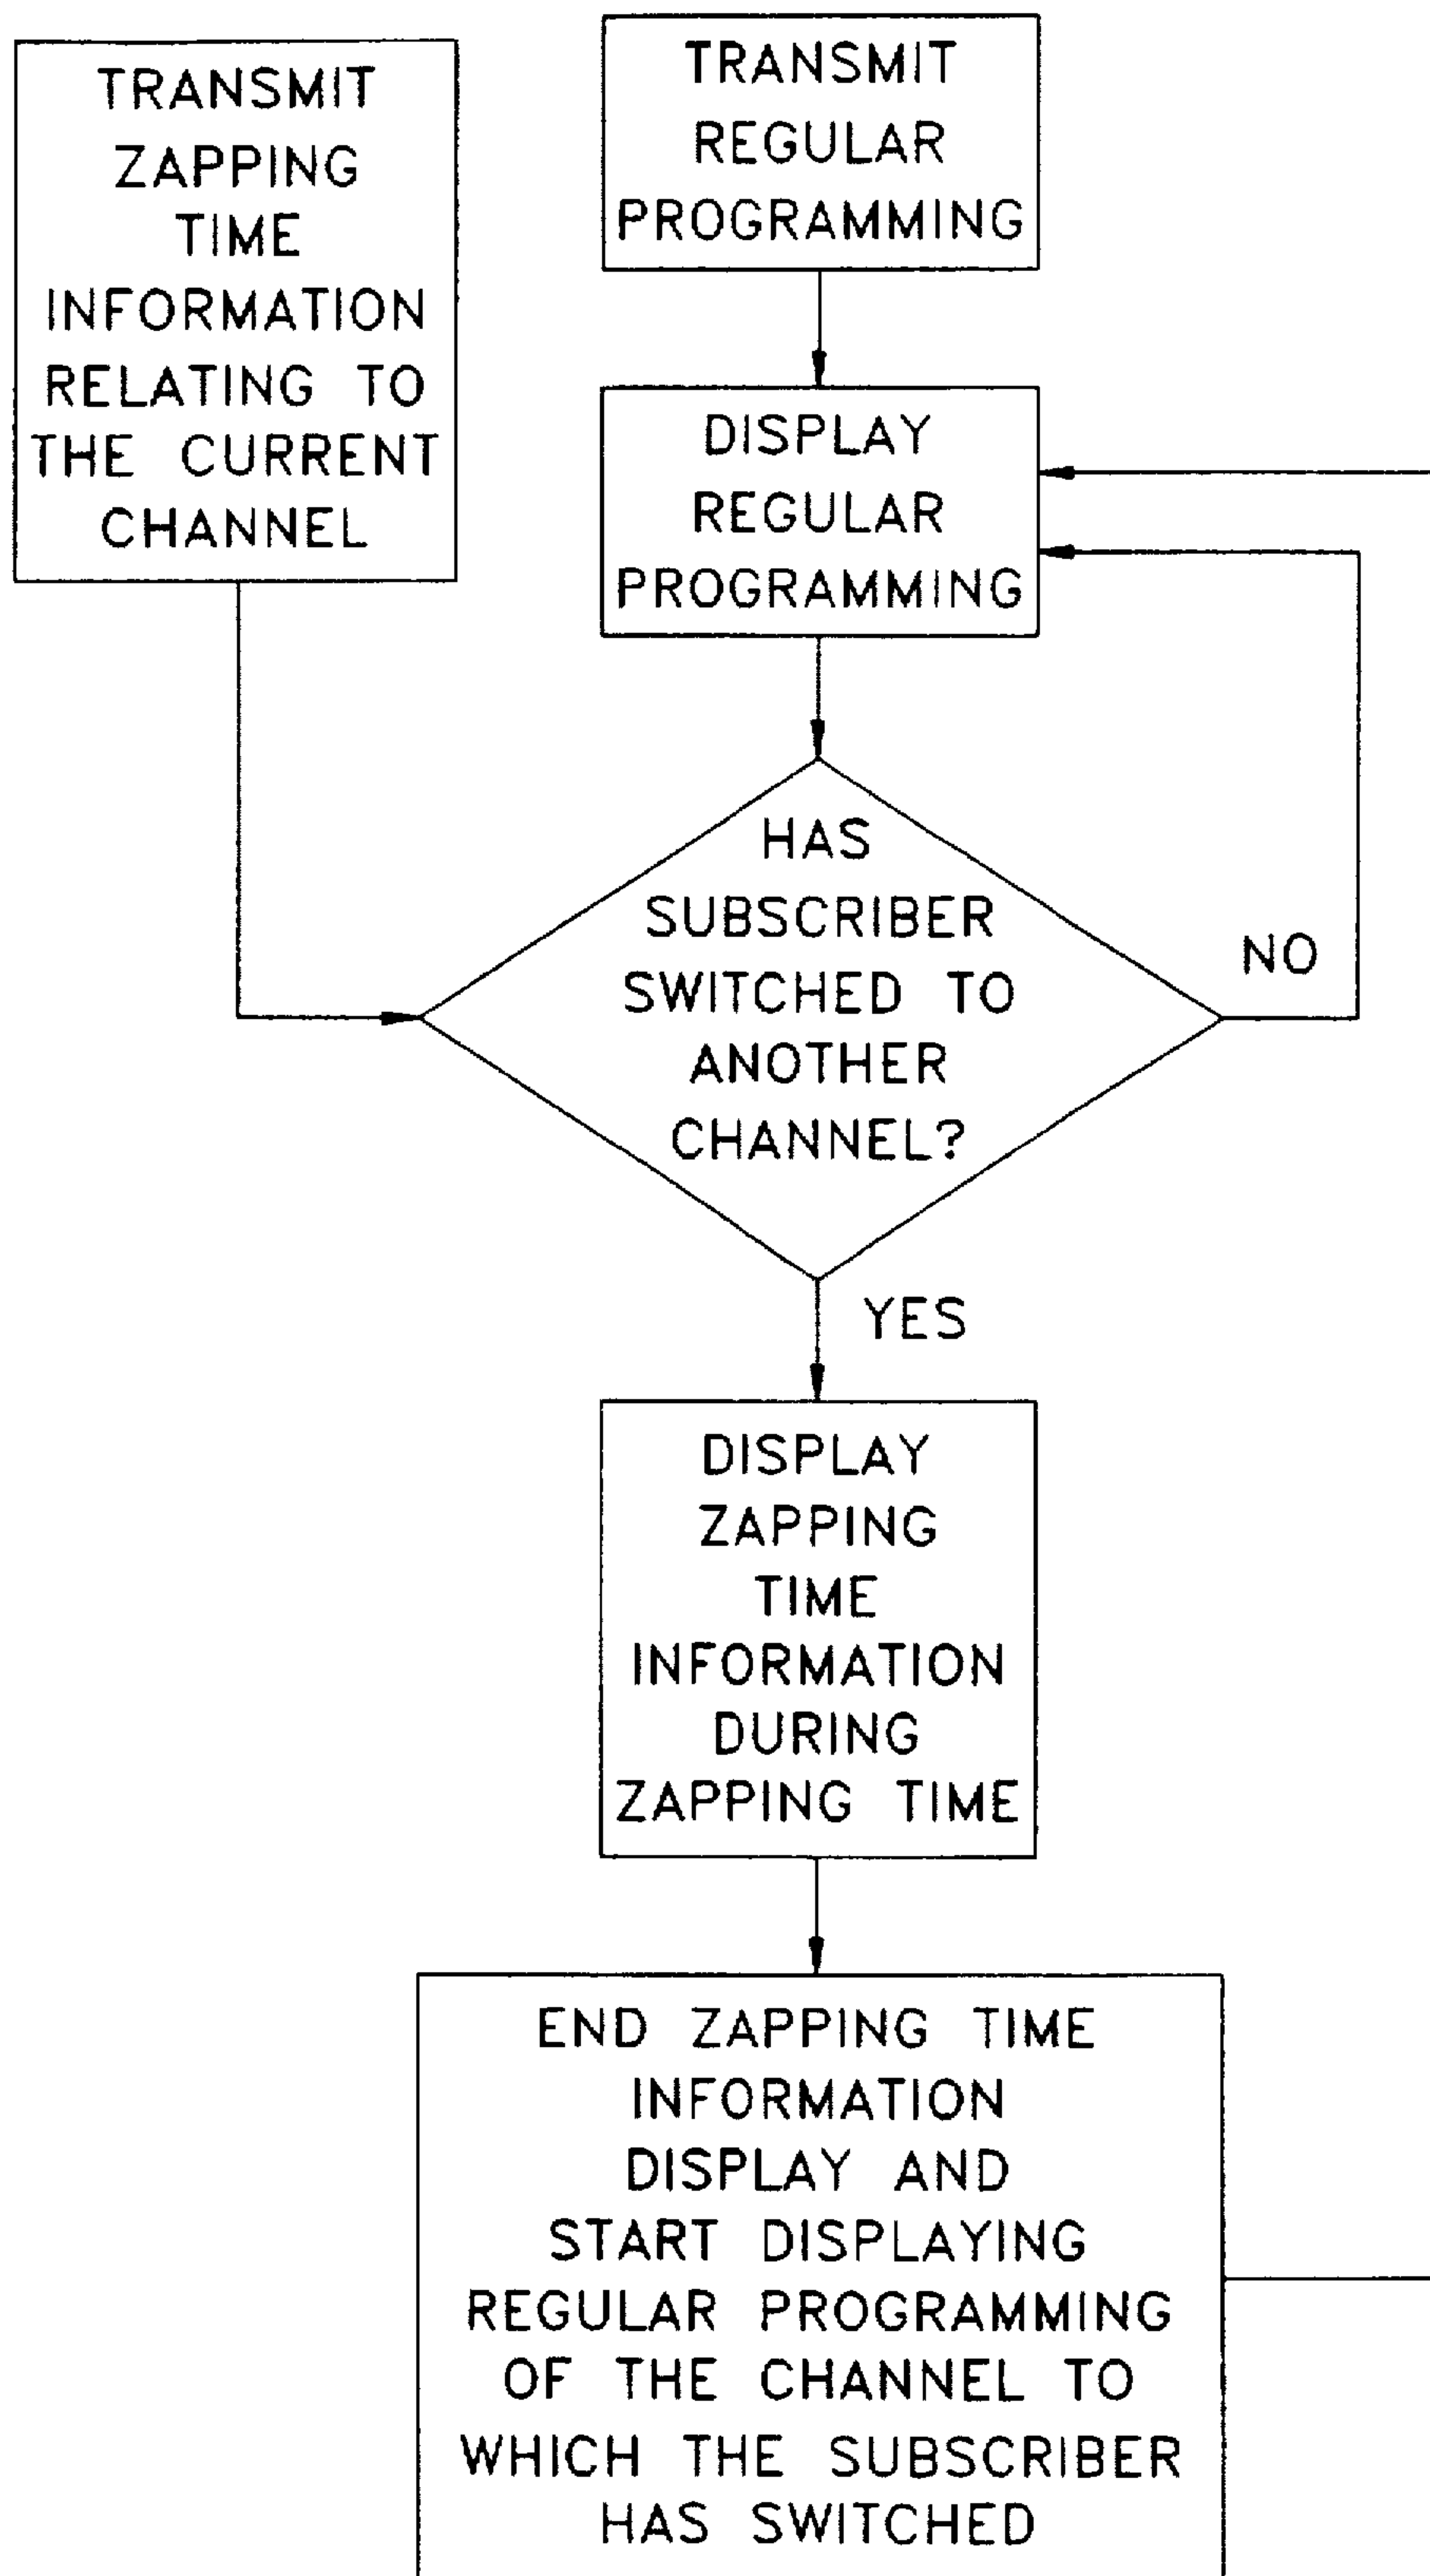 TRANSMIT
ZAPPING
TIME
INFORMATION
RELATING TO
THE CURRENT
CHANNEL
TRANSMIT
REGULAR
PROGRAMMING
DISPLAY
REGULAR
PROGRAMMING
HAS
SUBSCRIBER
SWITCHED TO
ANOTHER
CHANNEL?
NO
YES
DISPLAY
ZAPPING
TIME
INFORMATION
DURING
ZAPPING TIME
END ZAPPING TIME
INFORMATION
DISPLAY AND
START DISPLAYING
REGULAR PROGRAMMING
OF THE CHANNEL TO
WHICH THE SUBSCRIBER
HAS SWITCHED